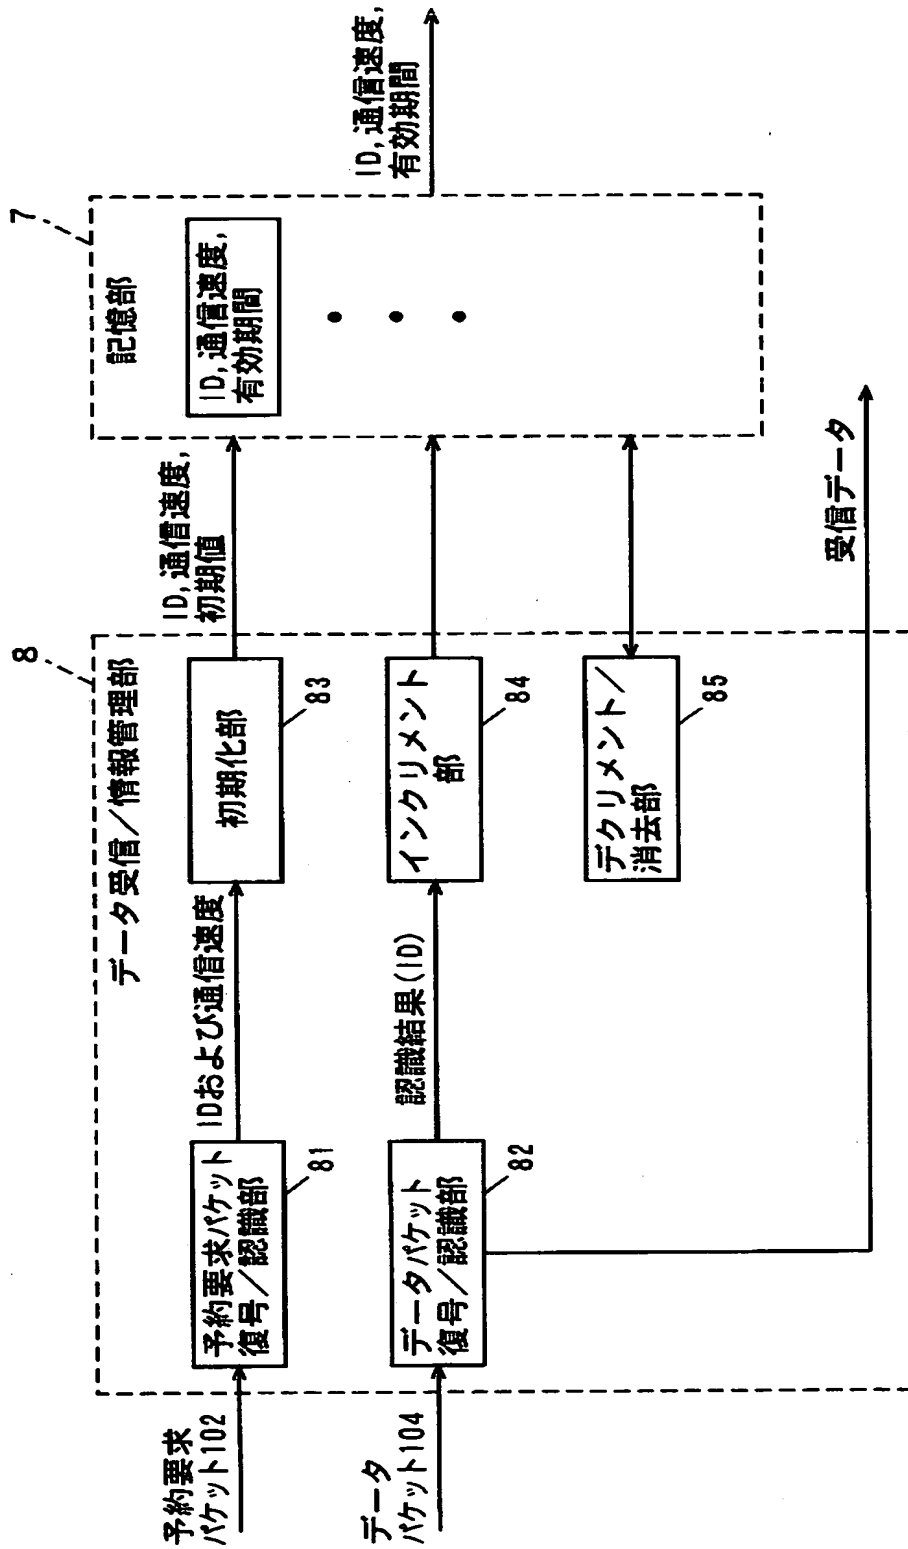 8
データ受信／情報管理部
予約要求
パケット102
予約要求パケット
復号／認識部
81
IDおよび通信速度
初期化部
83
ID,通信速度,
初期値
データ
パケット104
データパケット
復号／認識部
82
認識結果(ID)
インクリメント
部
84
デクリメント／
消去部
85
7
記憶部
ID,通信速度,
有効期間
ID,通信速度,
有効期間
受信データ